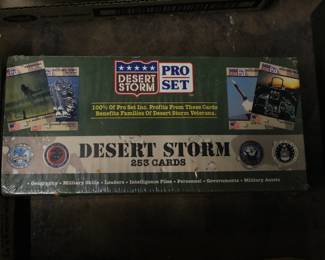 DESERT
STORM
PRO
SET
100% Of Pro Set Inc. Profits From These Cards
Benefits Families Of Desert Storm Veterans.
DESERT STORM
253 CARDS
• Geography • Military Skills • Leaders • Intelligence Files • Personnel • Governments • Military Assets •